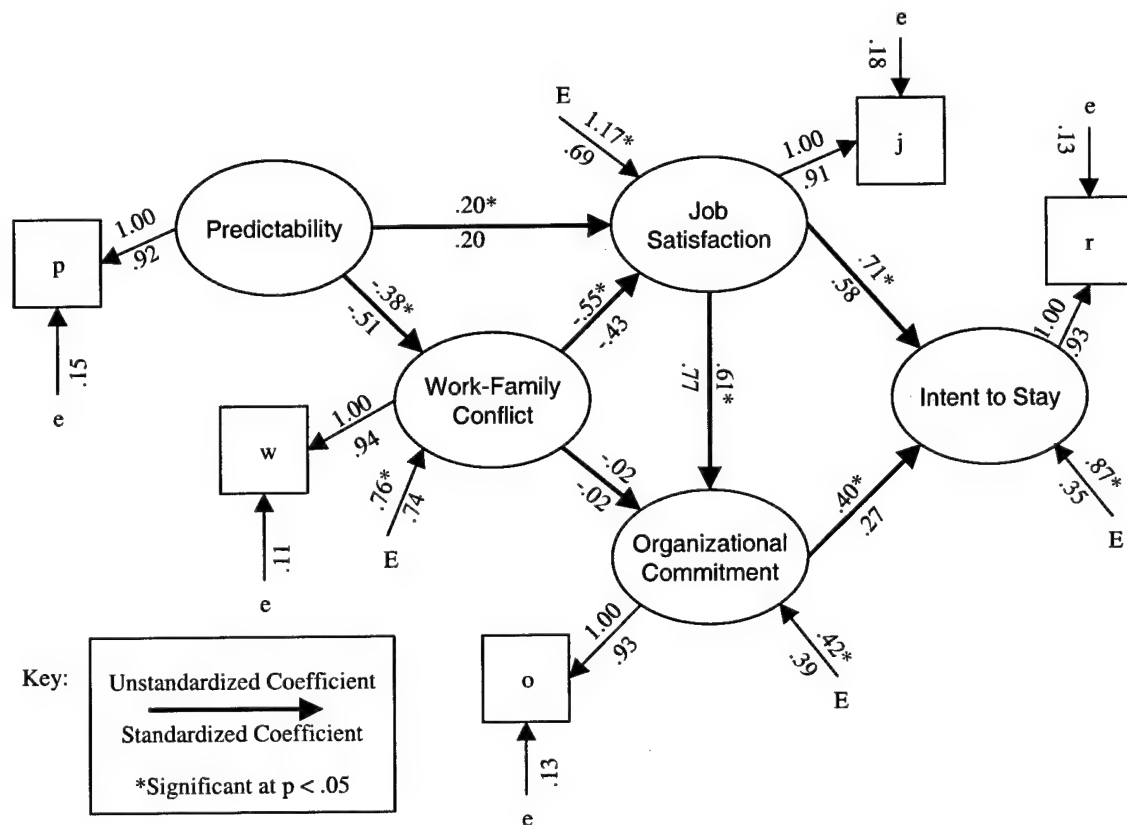 e
.18
E
1.17*
.69
1.00
.91
j
e
.13
r
1.00
.93
Predictability
1.00
.92
p
.15
e
.20*
.20
Job
Satisfaction
-.38*
-.51
-.55*
-.43
.71*
.58
Work-Family
Conflict
1.00
.94
w
.11
e
.76*
.74
E
.61*
.77
Intent to Stay
.87*
.35
E
-.02
-.02
Organizational
Commitment
.40*
.27
1.00
.93
o
.13
e
.42*
.39
E
Key:
Unstandardized Coefficient
Standardized Coefficient
*Significant at p < .05